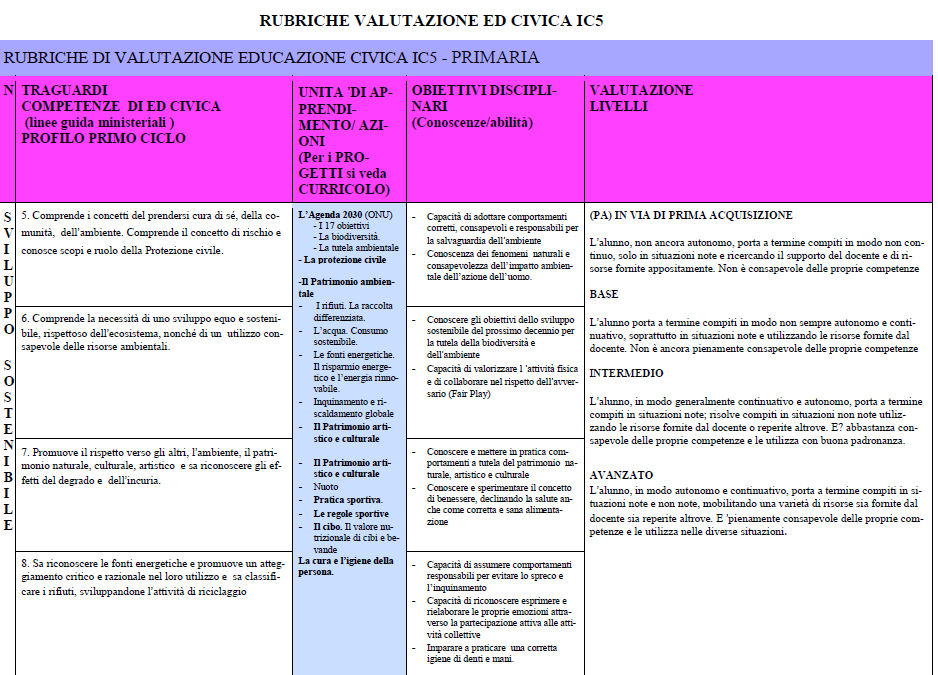 RUBRICHE VALUTAZIONE ED CIVICA IC5
RUBRICHE DI VALUTAZIONE EDUCAZIONE CIVICA IC5 - PRIMARIA
N
TRAGUARDI
COMPETENZE DI ED CIVICA
(linee guida ministeriali )
PROFILO PRIMO CICLO
UNITA 'DI AP-
PRENDI-
MENTO/ AZI-
ONI
(Per i PRO-
GETTI si veda
CURRICOLO)
OBIETTIVI DISCIPLI-
NARI
(Conoscenze/abilità)
VALUTAZIONE
LIVELLI
S
V
I
L
U
P
P
O
S
O
S
T
E
N
I
B
I
L
E
5. Comprende i concetti del prendersi cura di sé, della co-
munità, dell'ambiente. Comprende il concetto di rischio e
conosce scopi e ruolo della Protezione civile.
6. Comprende la necessità di uno sviluppo equo e sosteni-
bile, rispettoso dell'ecosistema, nonché di un utilizzo con-
sapevole delle risorse ambientali.
7. Promuove il rispetto verso gli altri, l'ambiente, il patri-
monio naturale, culturale, artistico e sa riconoscere gli ef-
fetti del degrado e dell'incuria.
8. Sa riconoscere le fonti energetiche e promuove un atteg-
giamento critico e razionale nel loro utilizzo e sa classifi-
care i rifiuti, sviluppandone l'attività di riciclaggio
L'Agenda 2030 (ONU)
- I 17 obiettivi
- La biodiversità.
- La tutela ambientale
- La protezione civile
-Il Patrimonio ambien-
tale
- I rifiuti. La raccolta
differenziata.
- L'acqua. Consumo
sostenibile.
- Le fonti energetiche.
Il risparmio energe-
tico e l'energia rinno-
vabile.
- Inquinamento e ri-
scaldamento globale
- Il Patrimonio arti-
stico e culturale
- Il Patrimonio arti-
stico e culturale
- Nuoto
- Pratica sportiva.
- Le regole sportive
- Il cibo. Il valore nu-
trizionale di cibi e be-
vande
La cura e l'igiene della
persona.
- Capacità di adottare comportamenti
corretti, consapevoli e responsabili per
la salvaguardia dell'ambiente
- Conoscenza dei fenomeni naturali e
consapevolezza dell'impatto ambien-
tale dell'azione dell'uomo.
- Conoscere gli obiettivi dello sviluppo
sostenibile del prossimo decennio per
la tutela della biodiversità e
dell'ambiente
- Capacità di valorizzare l 'attività fisica
e di collaborare nel rispetto dell'avver-
sario (Fair Play)
- Conoscere e mettere in pratica com-
portamenti a tutela del patrimonio na-
turale, artistico e culturale
- Conoscere e sperimentare il concetto
di benessere, declinando la salute an-
che come corretta e sana alimenta-
zione
- Capacità di assumere comportamenti
responsabili per evitare lo spreco e
l'inquinamento
- Capacità di riconoscere esprimere e
rielaborare le proprie emozioni attra-
verso la partecipazione attiva alle atti-
vità collettive
- Imparare a praticare una corretta
igiene di denti e mani.
(PA) IN VIA DI PRIMA ACQUISIZIONE
L'alunno, non ancora autonomo, porta a termine compiti in modo non con-
tinuo, solo in situazioni note e ricercando il supporto del docente e di ri-
sorse fornite appositamente. Non è consapevole delle proprie competenze
BASE
L'alunno porta a termine compiti in modo non sempre autonomo e conti-
nuativo, soprattutto in situazioni note e utilizzando le risorse fornite dal
docente. Non è ancora pienamente consapevole delle proprie competenze
INTERMEDIO
L'alunno, in modo generalmente continuativo e autonomo, porta a termine
compiti in situazioni note; risolve compiti in situazioni non note utiliz-
zando le risorse fornite dal docente o reperite altrove. E? abbastanza con-
sapevole delle proprie competenze e le utilizza con buona padronanza.
AVANZATO
L'alunno, in modo autonomo e continuativo, porta a termine compiti in si-
tuazioni note e non note, mobilitando una varietà di risorse sia fornite dal
docente sia reperite altrove. E 'pienamente consapevole delle proprie com-
petenze e le utilizza nelle diverse situazioni.